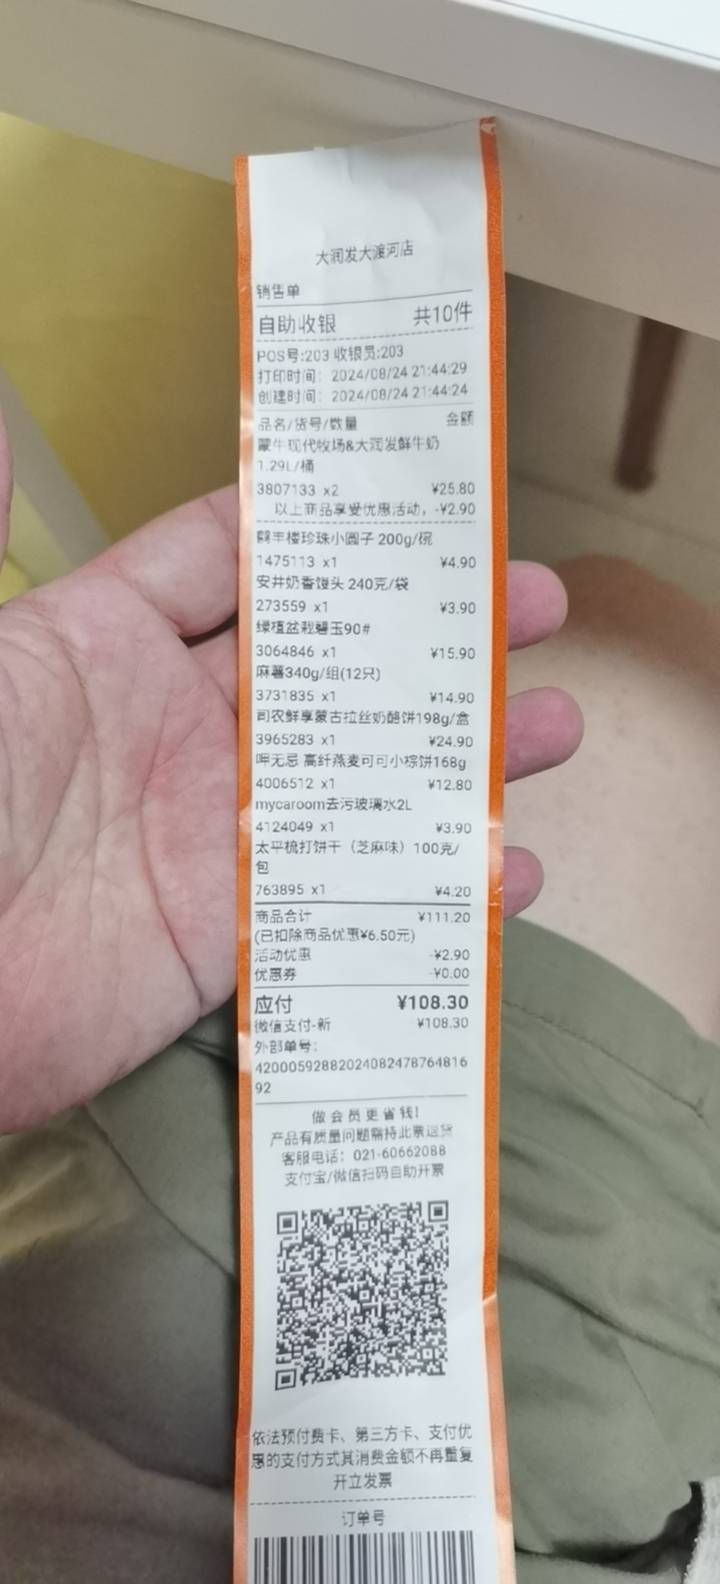 大润发大渡河店
销售单
自助收银 共10件
POS号:203 收银员:203
打印时间: 2024/08/24 21:44:29
创建时间: 2024/08/24 21:44:24
品名/货号/数量 金额
蒙牛现代牧场&大润发鲜牛奶
1.29L/桶
3807133 x2 ¥25.80
以上商品享受优惠活动, -¥2.90
鹤丰楼珍珠小圆子 200g/碗
1475113 x1 ¥4.90
安井奶香馒头 240克/袋
273559 x1 ¥3.90
绿植盆栽碧玉90#
3064846 x1 ¥15.90
麻薯340g/组(12只)
3731835 x1 ¥14.90
司农鲜享蒙古拉丝奶酪饼198g/盒
3965283 x1 ¥24.90
呷无忌 高纤燕麦可可小棕饼168g
4006512 x1 ¥12.80
mycaroom去污玻璃水2L
4124049 x1 ¥3.90
太平梳打饼干（芝麻味）100克/
包
763895 x1 ¥4.20
商品合计 ¥111.20
(已扣除商品优惠¥6.50元)
活动优惠 -¥2.90
优惠券 -¥0.00
应付 ¥108.30
微信支付-新 ¥108.30
外部单号:
42000592882024082478764816
92
做会员更省钱!
产品有质量问题需持此票退货
客服电话: 021-60662088
支付宝/微信扫码自助开票
依法预付费卡、第三方卡、支付优
惠的支付方式其消费金额不再重复
开立发票
订单号